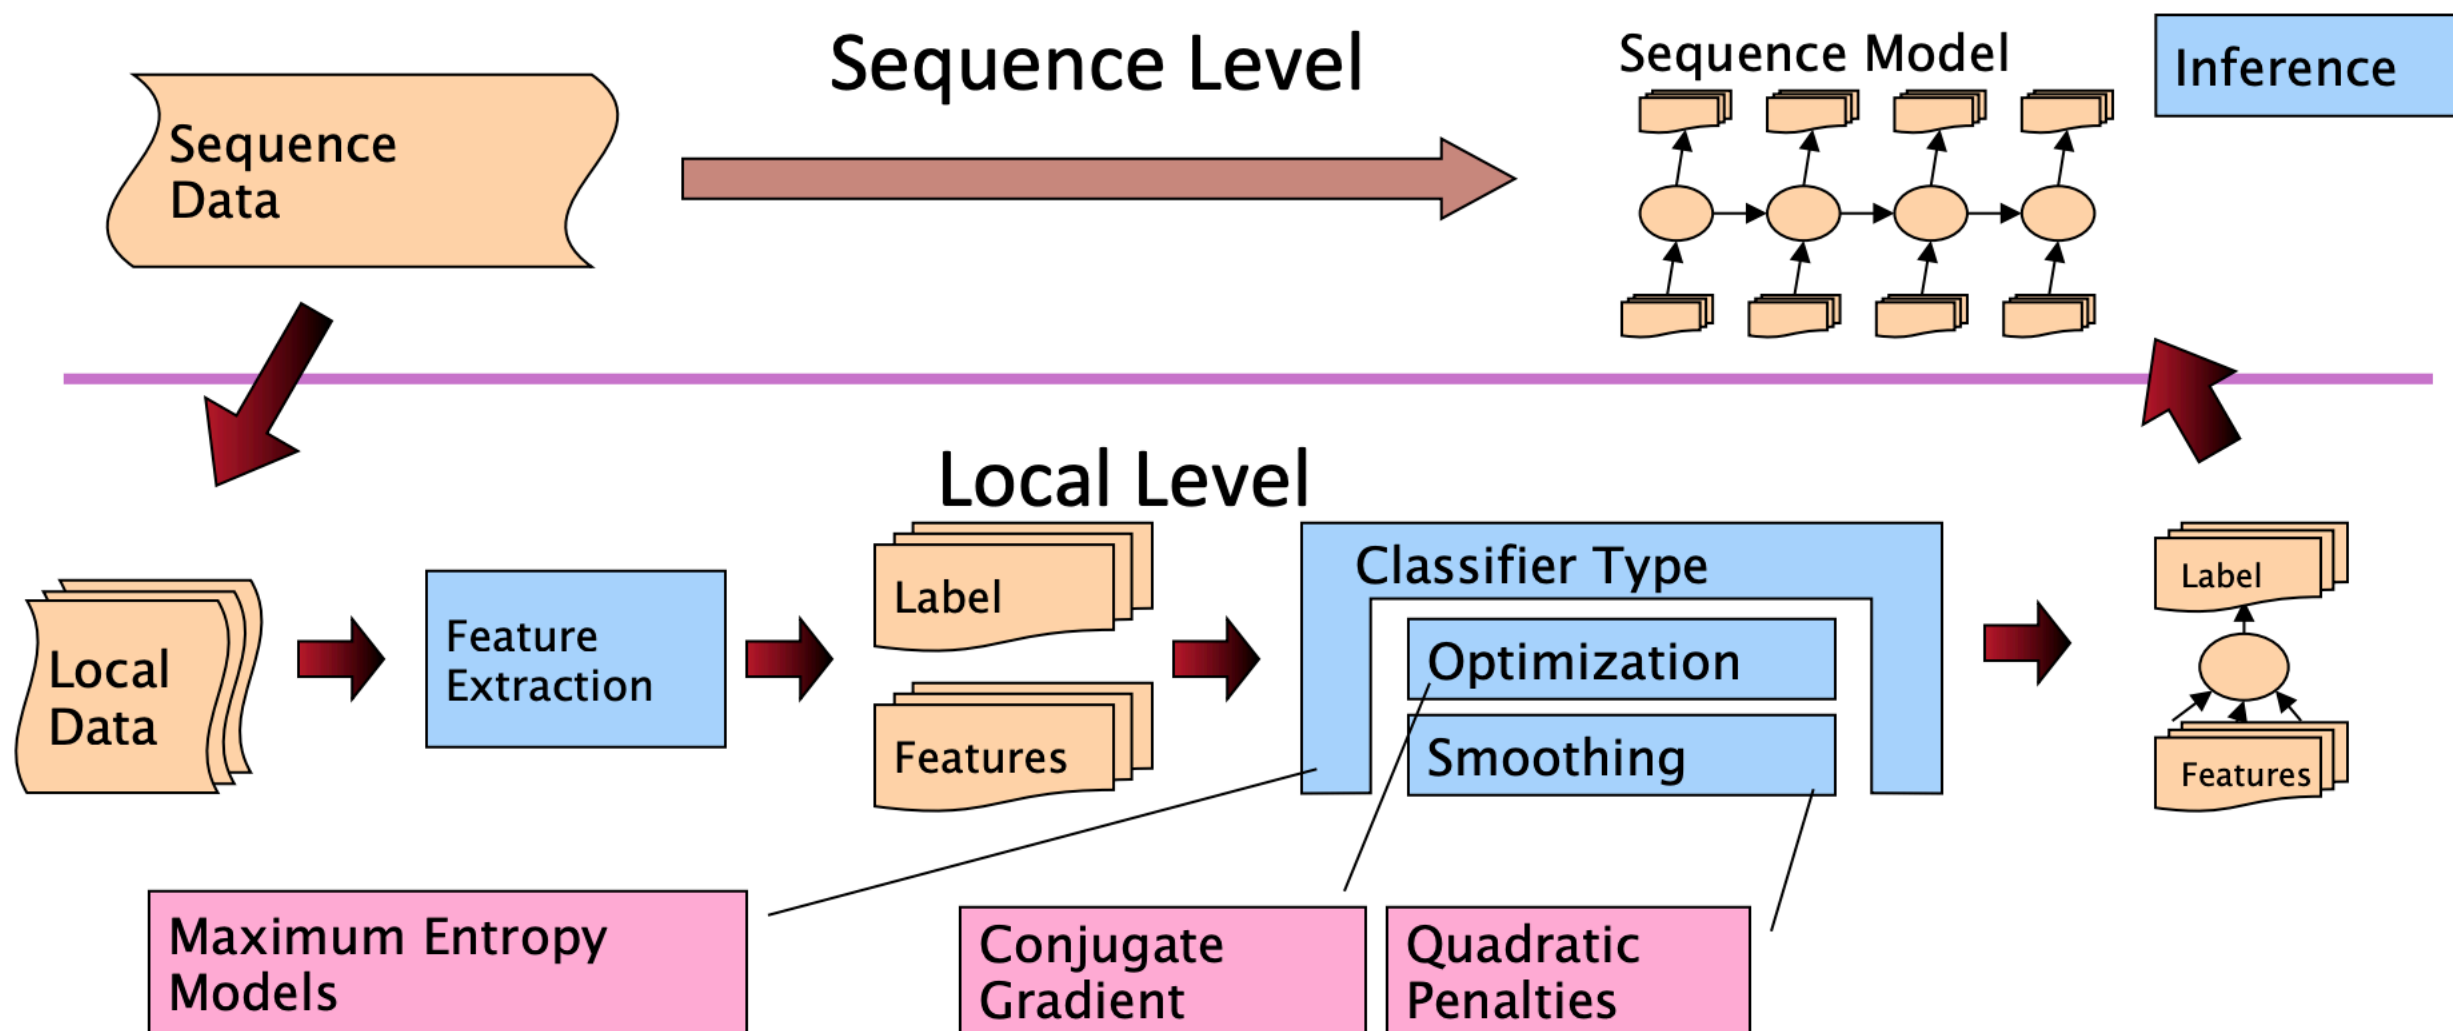 Sequence Level
Sequence Model
Inference
Sequence
Data
Local Level
Local
Data
Feature
Extraction
Label
Features
Classifier Type
Optimization
Smoothing
Label
Features
Maximum Entropy
Models
Conjugate
Gradient
Quadratic
Penalties